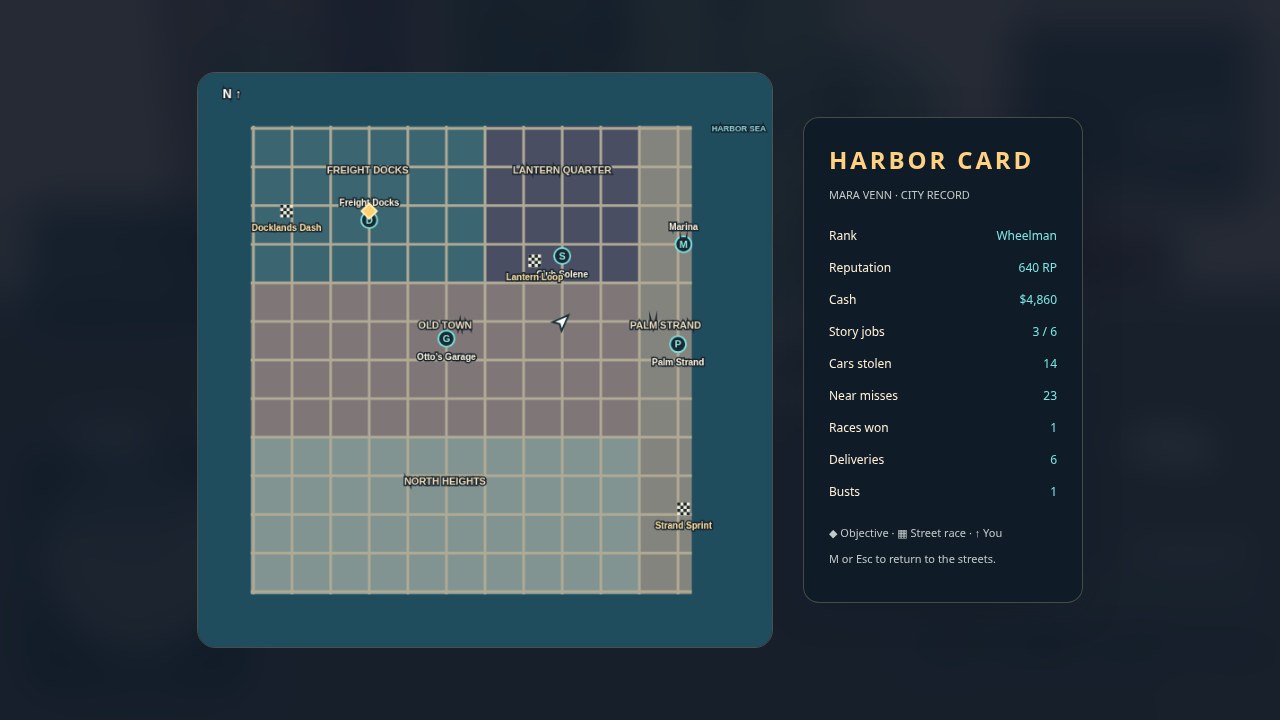 N ↑
HARBOR SEA
FREIGHT DOCKS
LANTERN QUARTER
Freight Docks
Docklands Dash
Marina
M
S
Solene
Lantern Loop
OLD TOWN
PALM STRAND
G
P
Otto's Garage
Palm Strand
NORTH HEIGHTS
Strand Sprint
HARBOR CARD
MARA VENN · CITY RECORD
Rank Wheelman
Reputation 640 RP
Cash $4,860
Story jobs 3 / 6
Cars stolen 14
Near misses 23
Races won 1
Deliveries 6
Busts 1
◆ Objective · ▦ Street race · ↑ You
M or Esc to return to the streets.